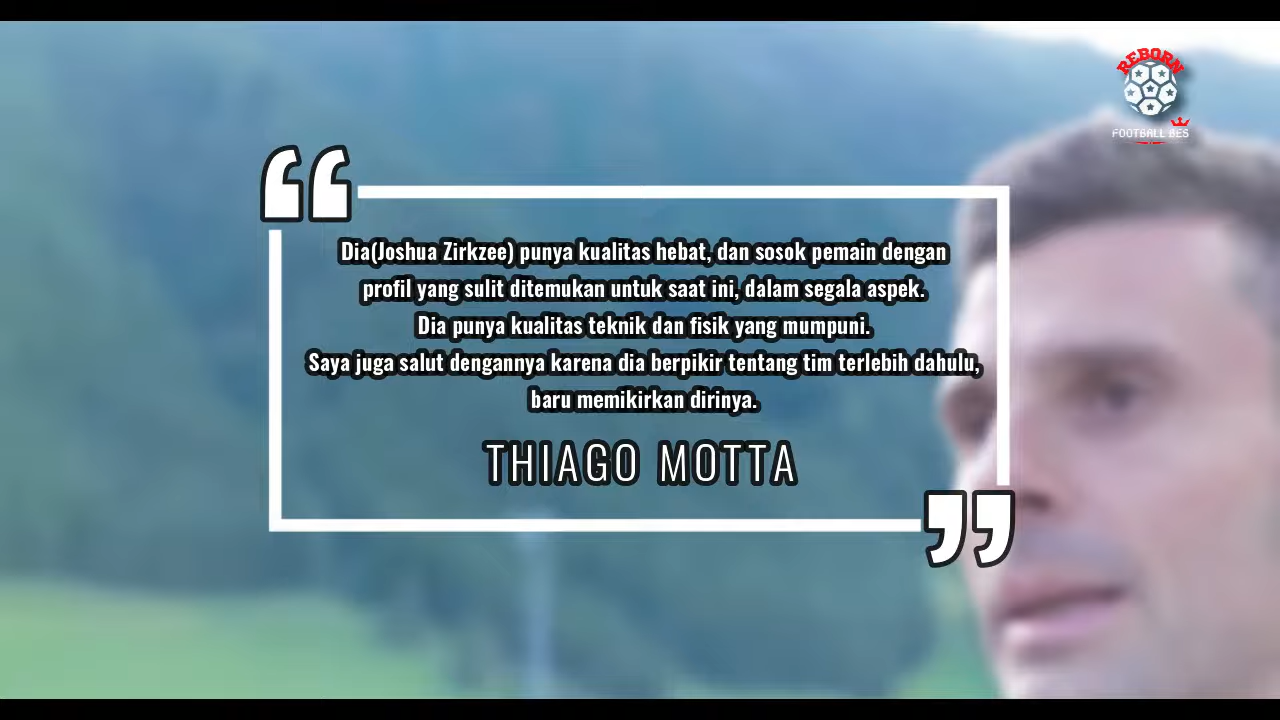 REBORN
FOOTBALL BES
Dia(Joshua Zirkzee) punya kualitas hebat, dan sosok pemain dengan
profil yang sulit ditemukan untuk saat ini, dalam segala aspek.
Dia punya kualitas teknik dan fisik yang mumpuni.
Saya juga salut dengannya karena dia berpikir tentang tim terlebih dahulu,
baru memikirkan dirinya.
THIAGO MOTTA